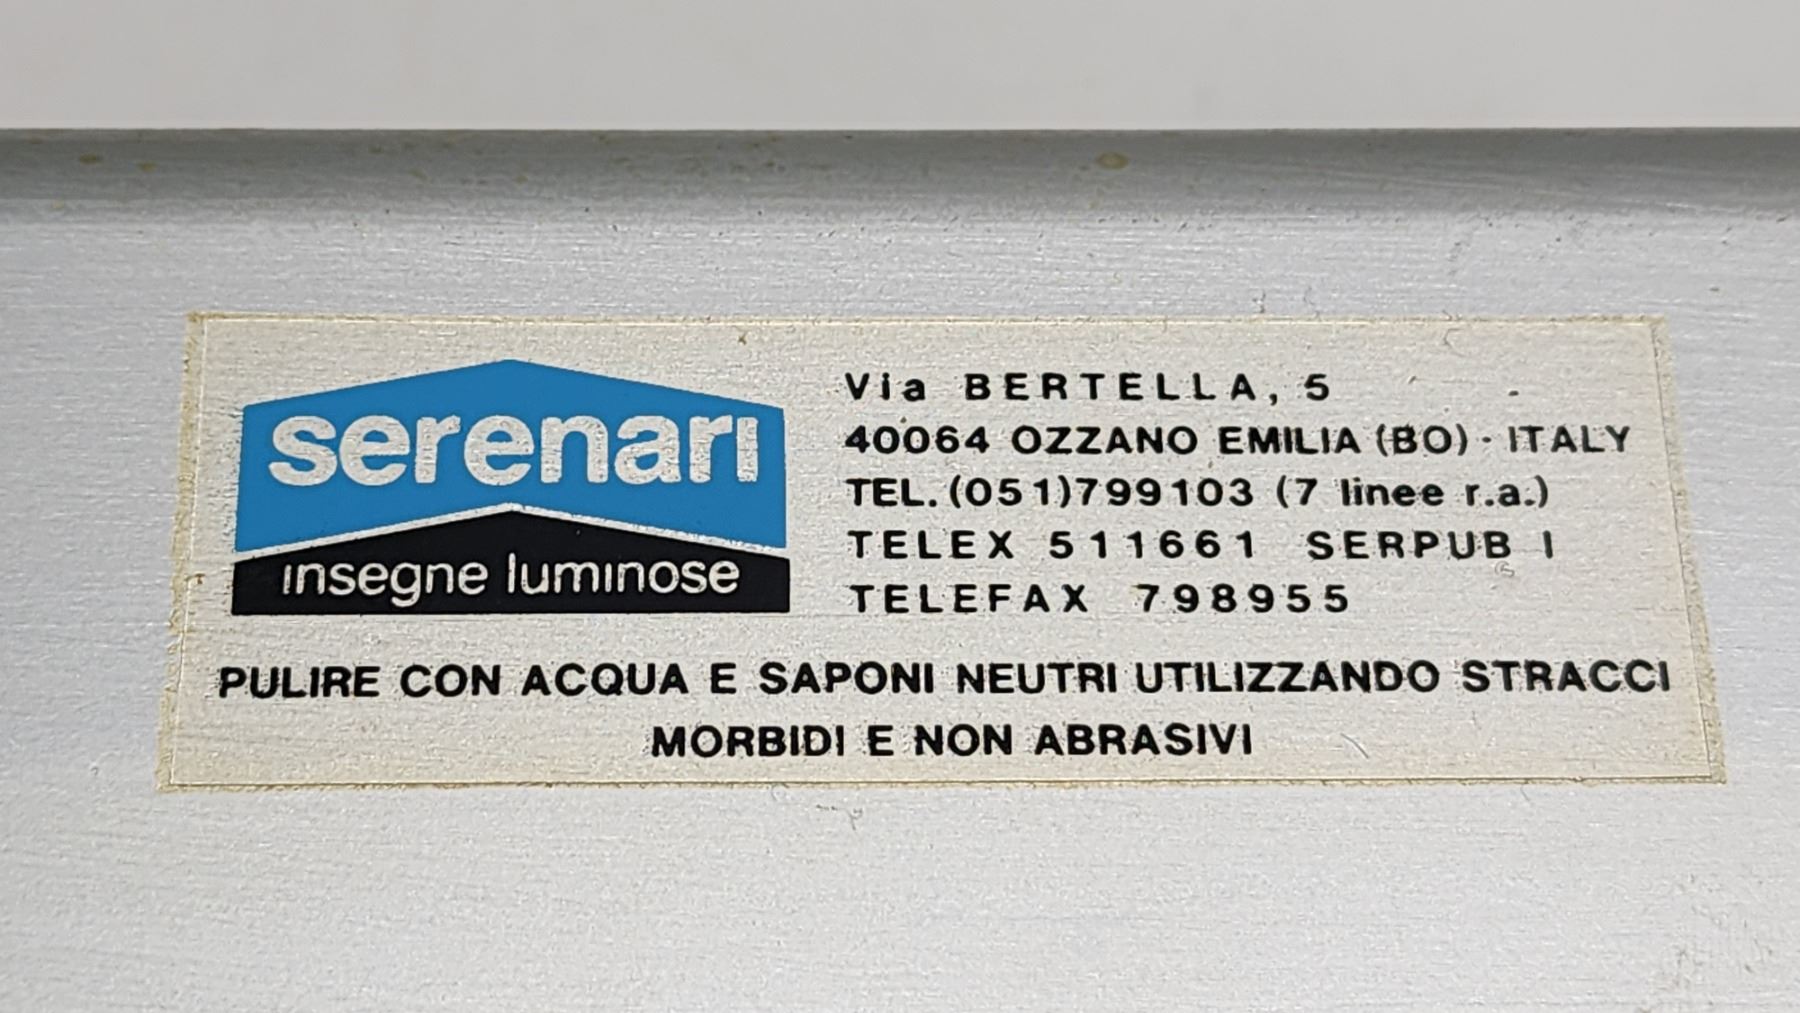 serenari
insegne luminose
Via BERTELLA, 5
40064 OZZANO EMILIA (BO) - ITALY
TEL. (051)799103 (7 linee r.a.)
TELEX 511661 SERPUB I
TELEFAX 798955
PULIRE CON ACQUA E SAPONI NEUTRI UTILIZZANDO STRACCI
MORBIDI E NON ABRASIVI